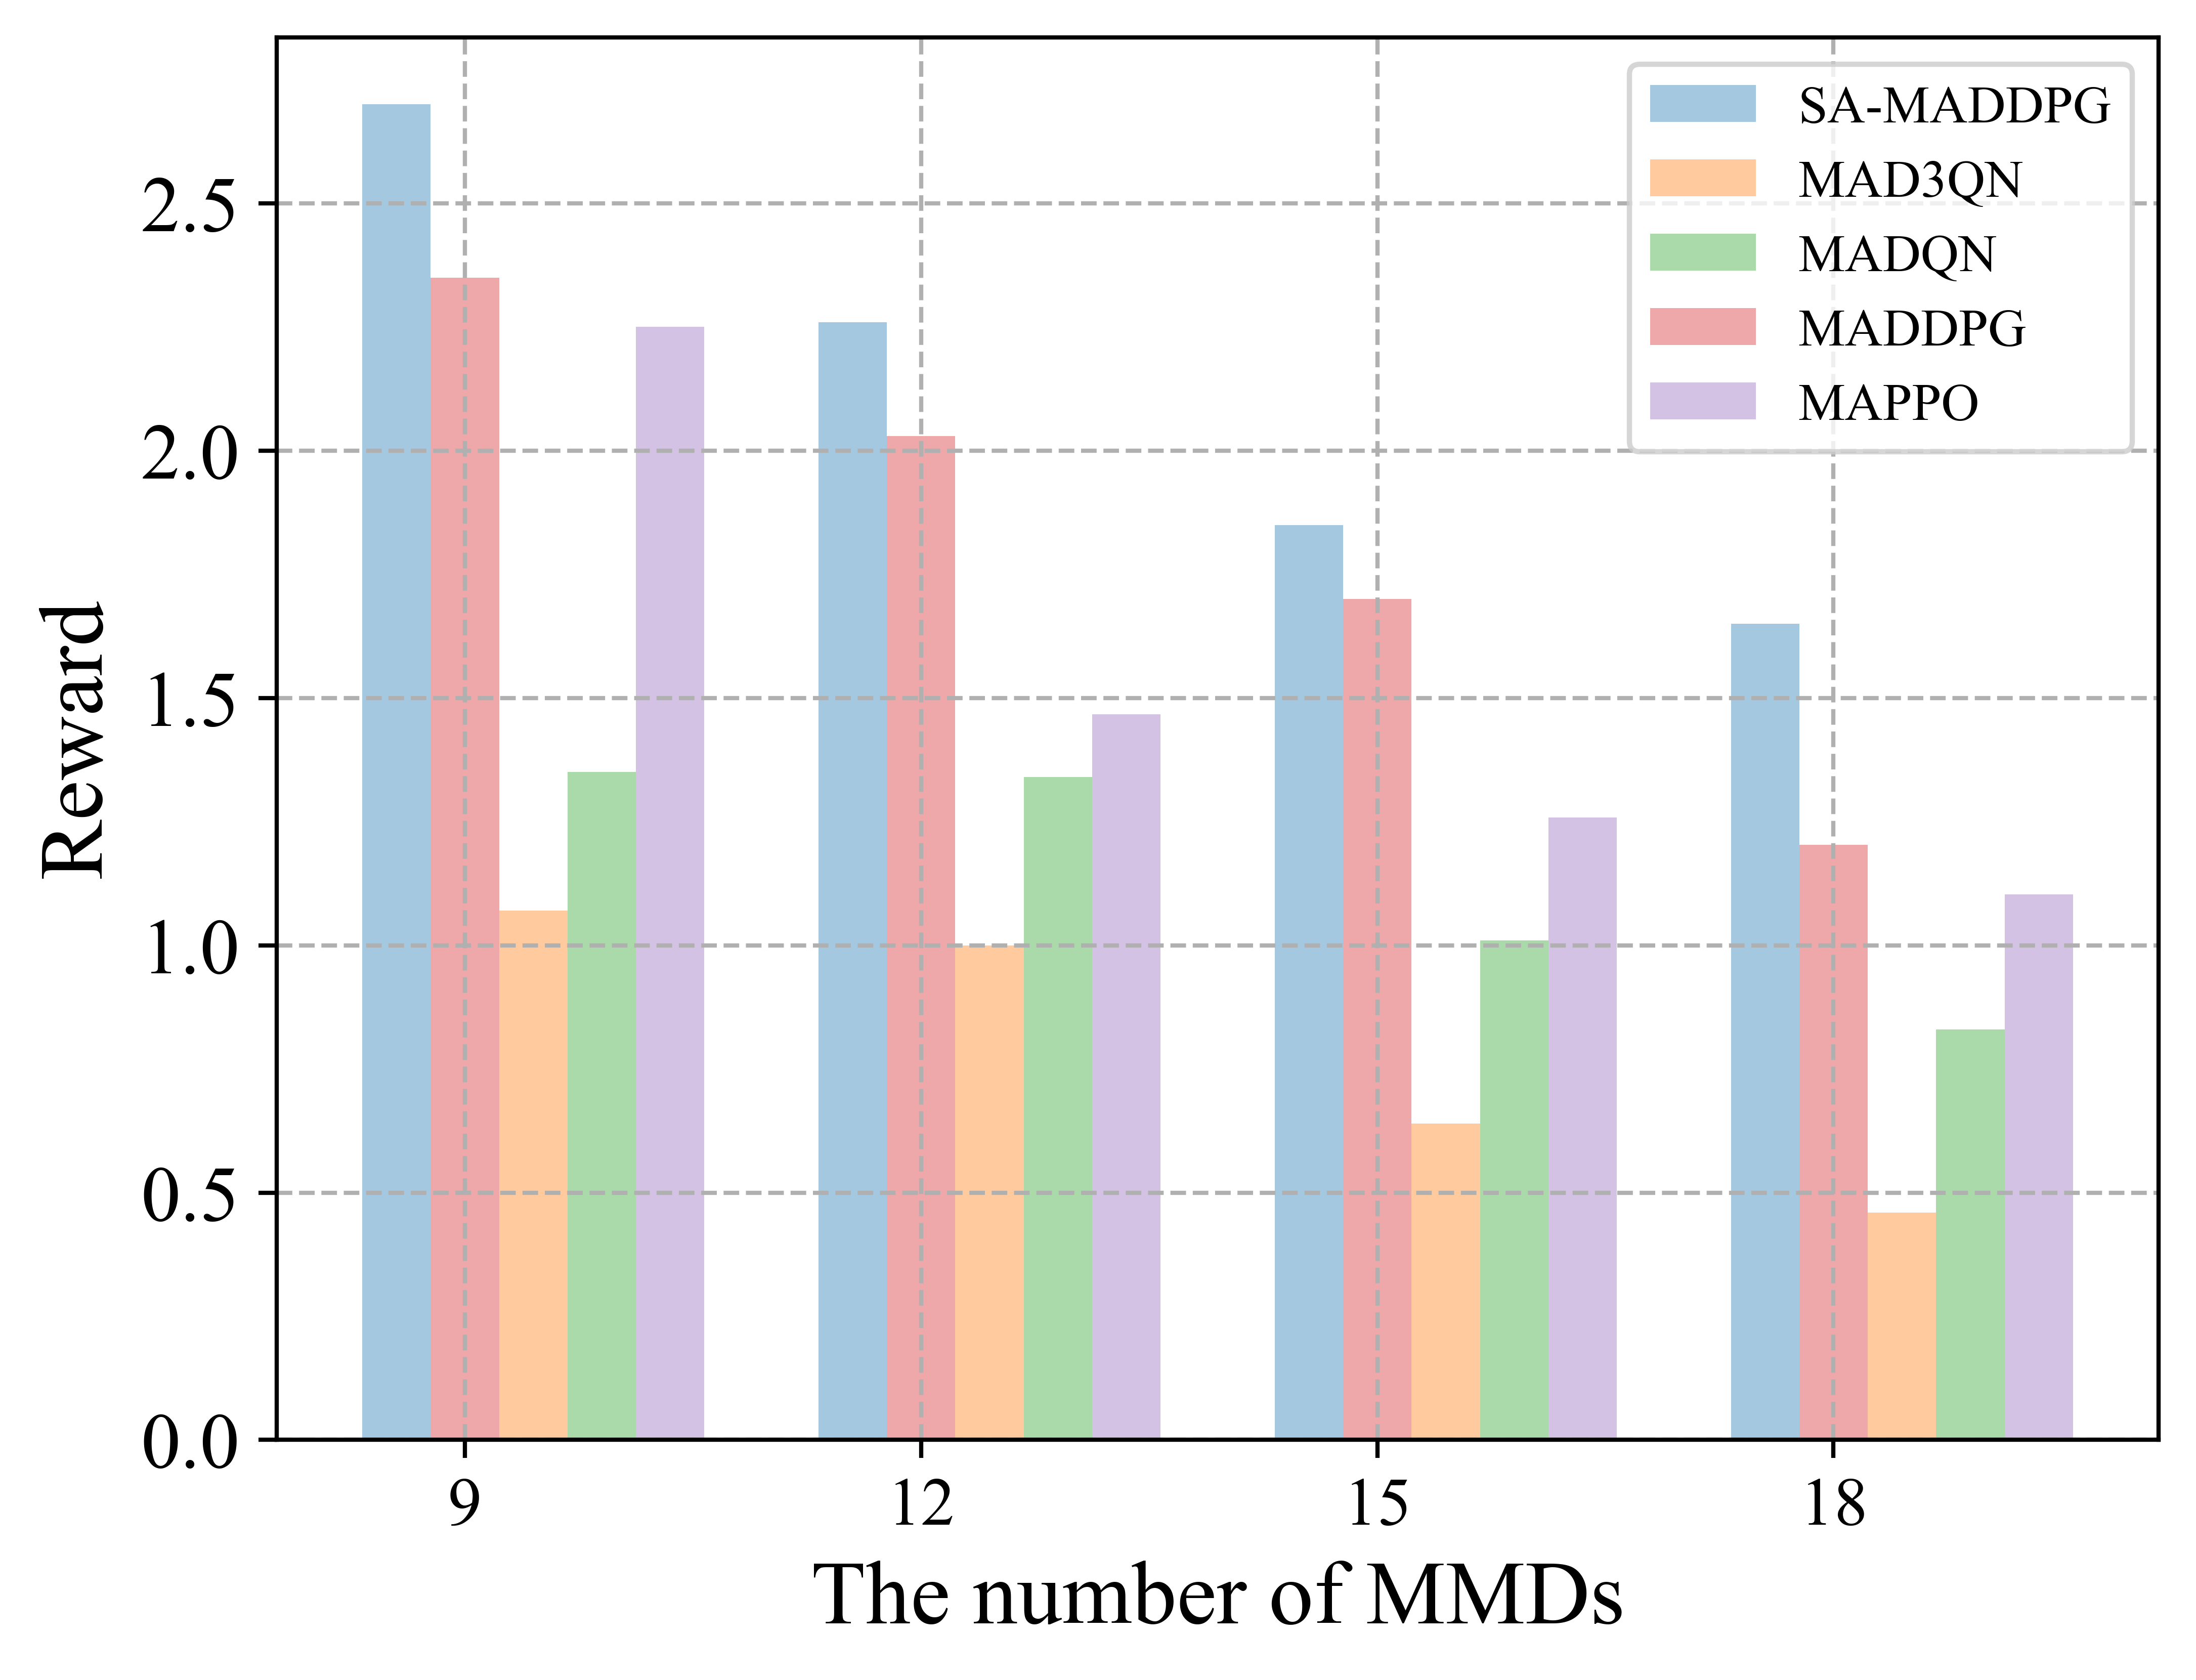 SA-MADDPG
MAD3QN
MADQN
MADDPG
MAPPO
2.5
2.0
1.5
1.0
0.5
0.0
Reward
9 12 15 18
The number of MMDs